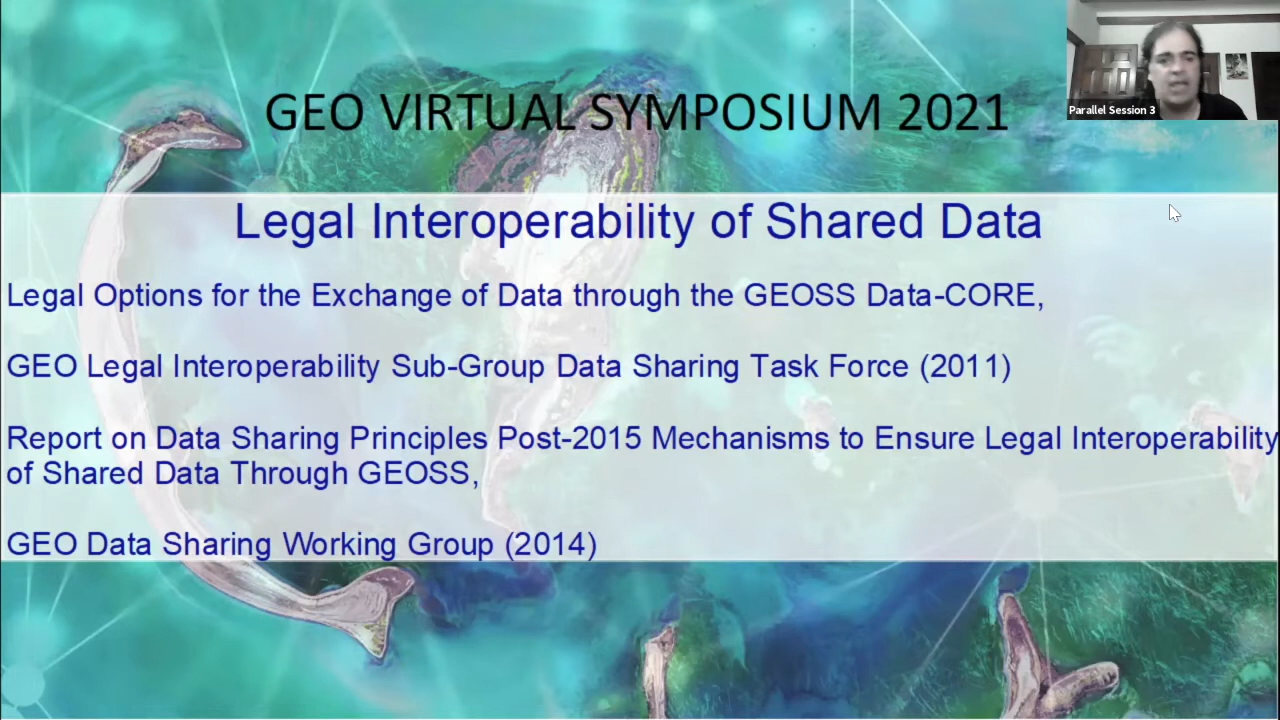 GEO VIRTUAL SYMPOSIUM 2021
Parallel Session 3
Legal Interoperability of Shared Data
Legal Options for the Exchange of Data through the GEOSS Data-CORE,
GEO Legal Interoperability Sub-Group Data Sharing Task Force (2011)
Report on Data Sharing Principles Post-2015 Mechanisms to Ensure Legal Interoperability
of Shared Data Through GEOSS,
GEO Data Sharing Working Group (2014)